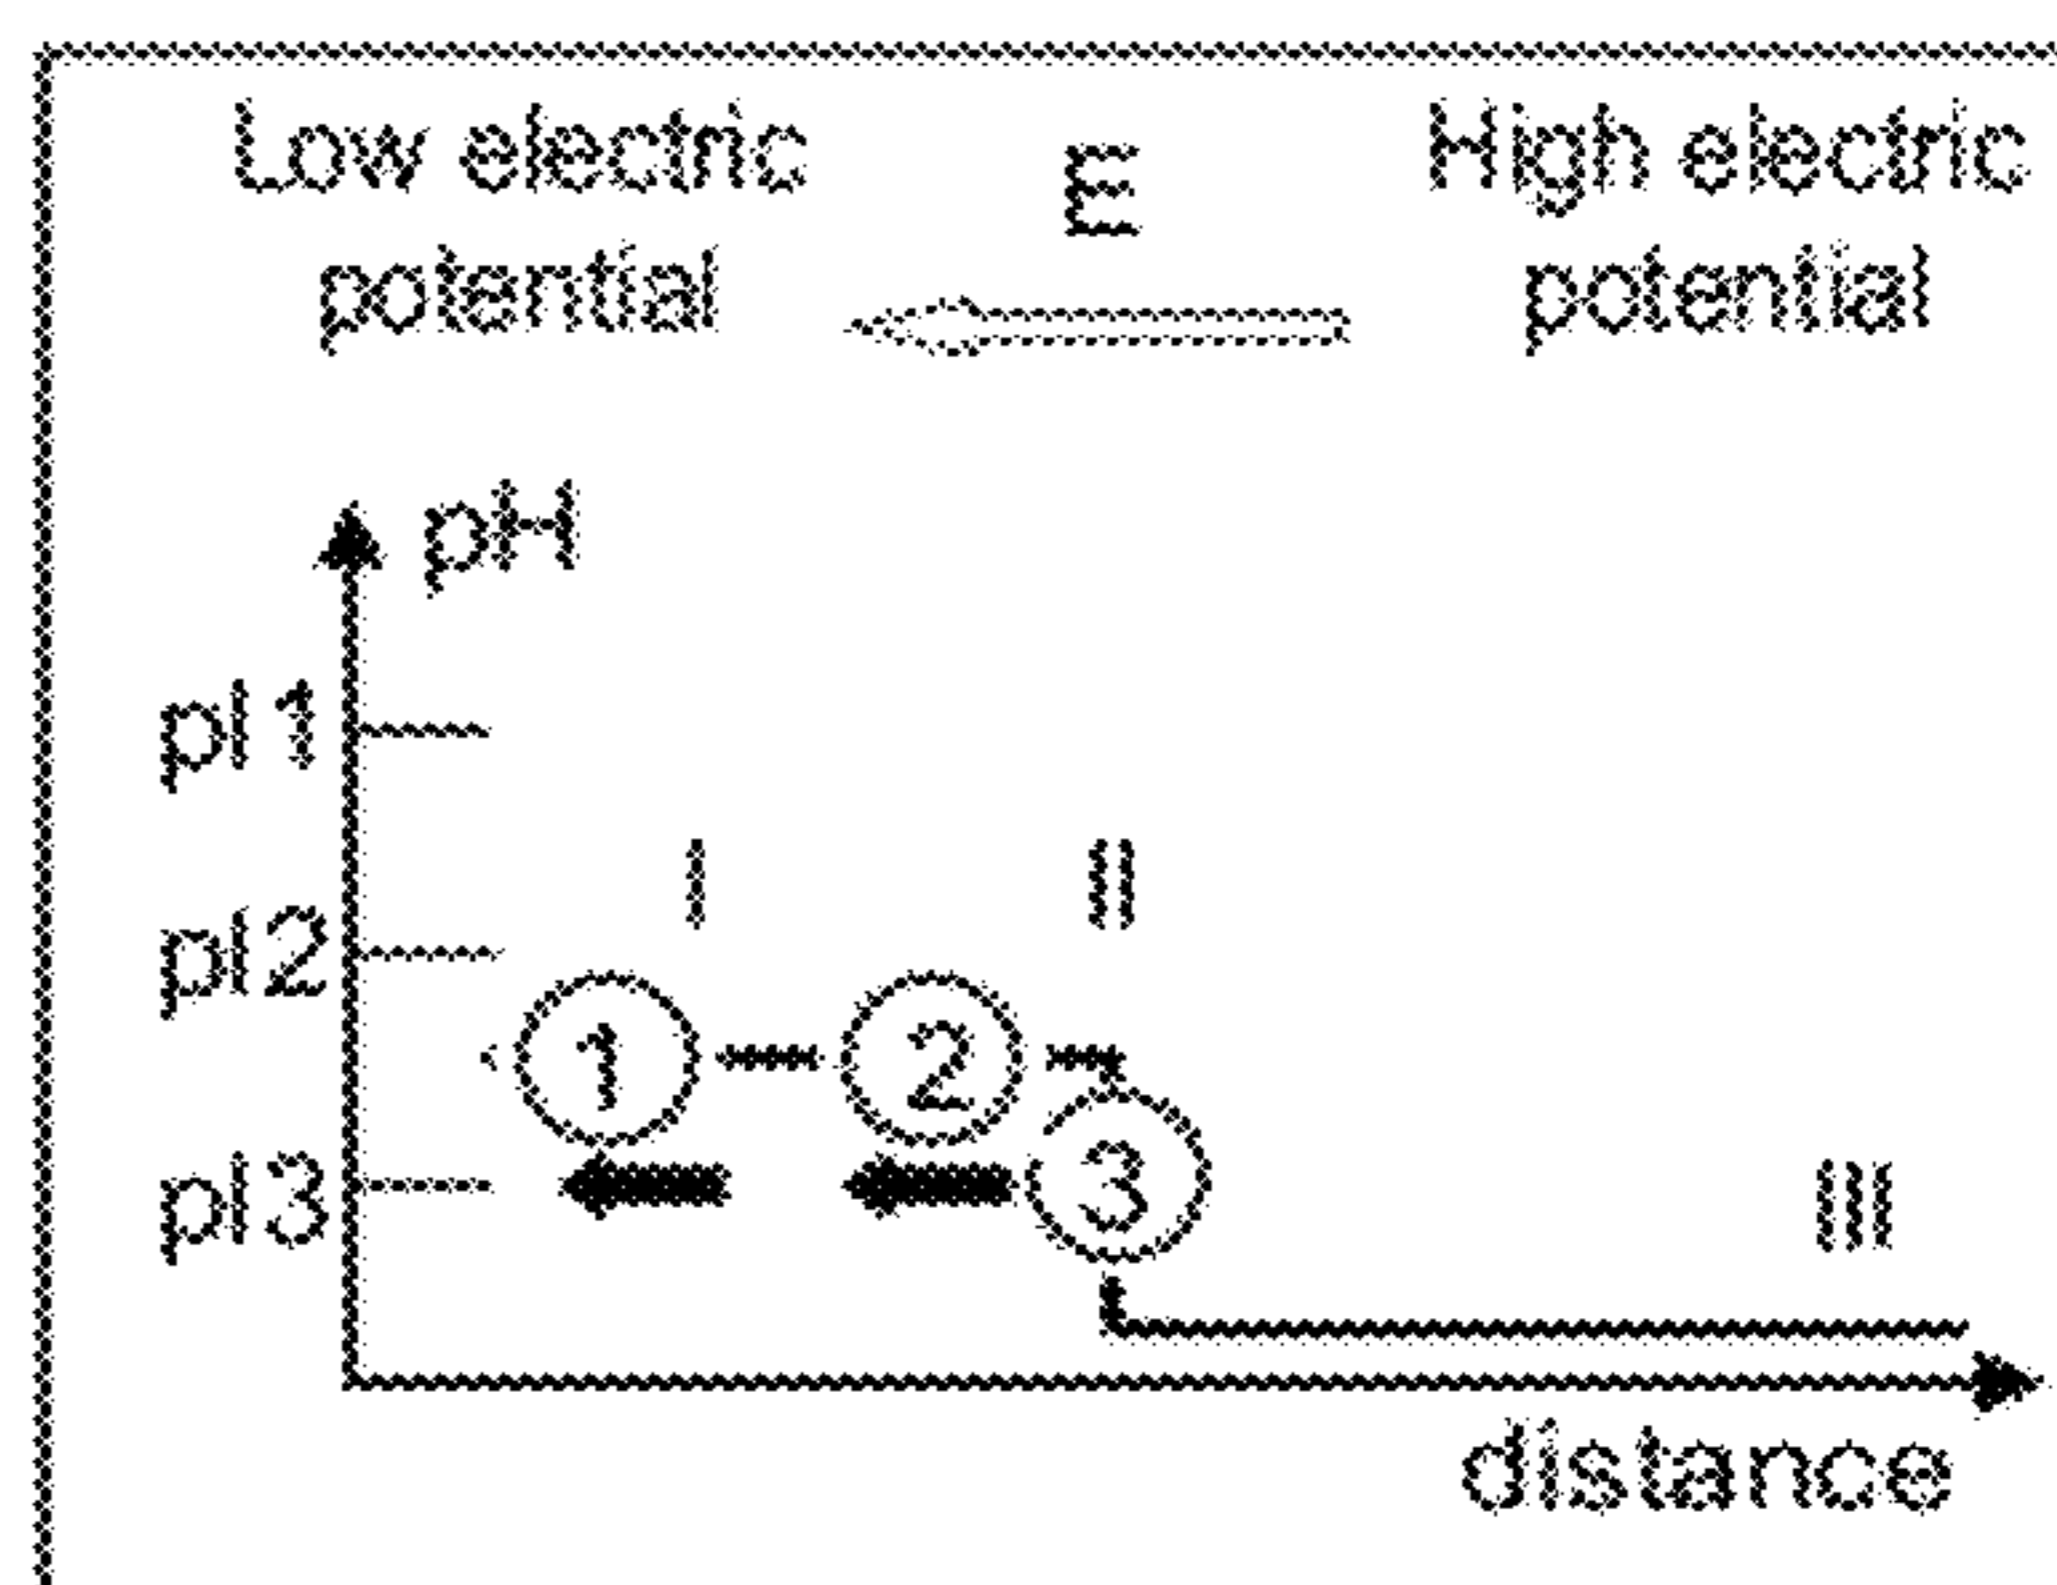 Low electric
potential
E
High electric
potential
pH
pI1
I
II
pI2
1
2
3
pI3
III
distance